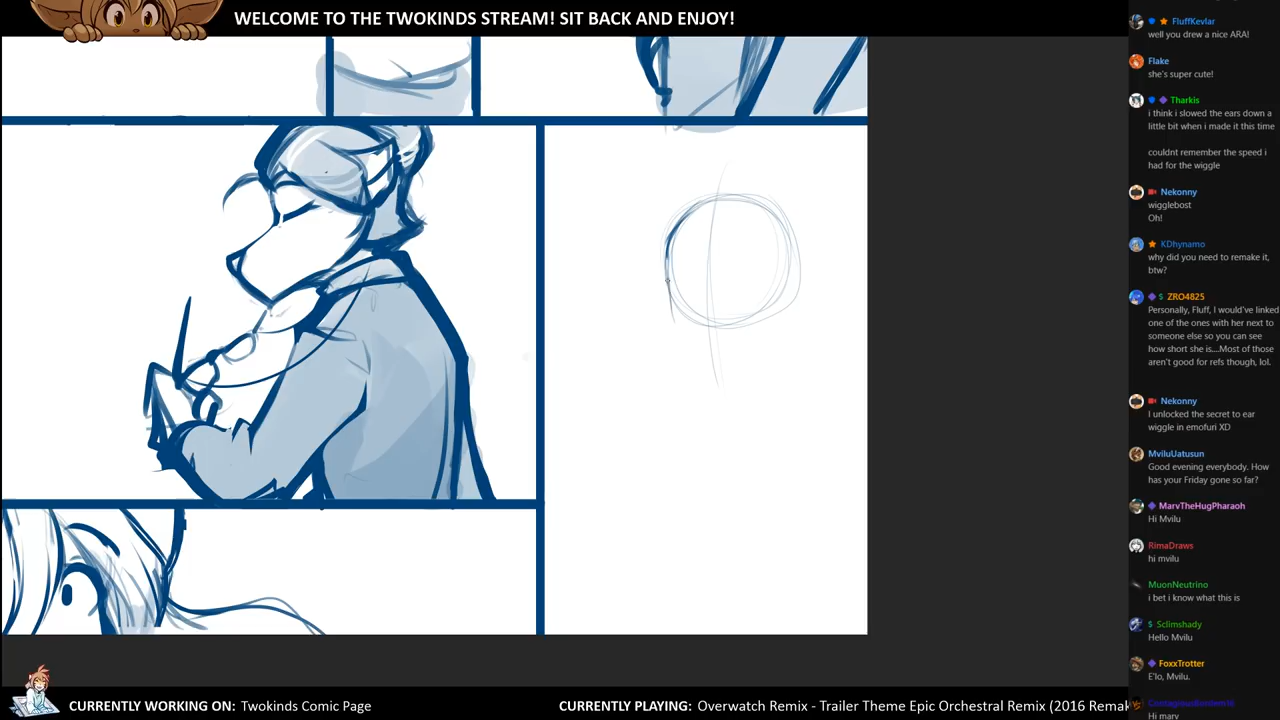 WELCOME TO THE TWOKINDS STREAM! SIT BACK AND ENJOY!
FluffKevlar
well you drew a nice ARA!
Flake
she's super cute!
Tharkis
i think i slowed the ears down a
little bit when i made it this time
couldnt remember the speed i
had for the wiggle
Nekonny
wigglebost
Oh!
KDhynamo
why did you need to remake it,
btw?
ZRO4825
Personally, Fluff, I would've linked
one of the ones with her next to
someone else so you can see
how short she is....Most of those
aren't good for refs though, lol.
Nekonny
I unlocked the secret to ear
wiggle in emofuri XD
MviluUatusun
Good evening everybody. How
has your Friday gone so far?
MarvTheHugPharaoh
Hi Mvilu
RimaDraws
hi mvilu
MuonNeutrino
i bet i know what this is
Sclimshady
Hello Mvilu
FoxxTrotter
E'lo, Mvilu.
Hi marv
CURRENTLY WORKING ON: Twokinds Comic Page
CURRENTLY PLAYING: Overwatch Remix - Trailer Theme Epic Orchestral Remix (2016 Remak